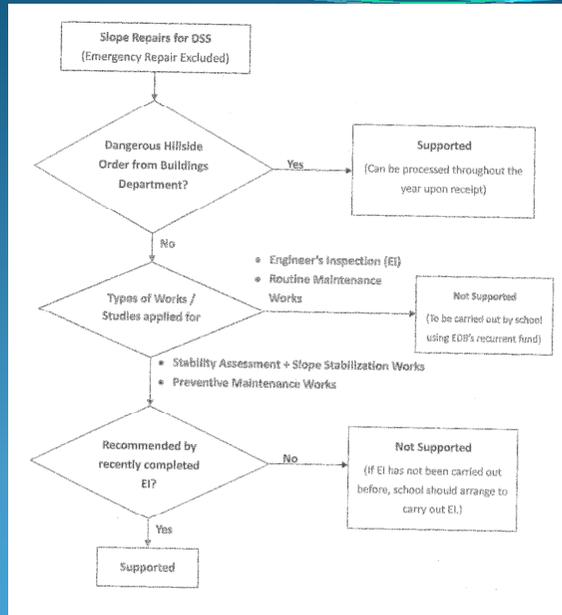 Slope Repairs for DSS
(Emergency Repair Excluded)
Dangerous Hillside
Order from Buildings
Department?
Yes
Supported
(Can be processed throughout the
year upon receipt)
No
Engineer's Inspection (EI)
Routine Maintenance
Works
Types of Works /
Studies applied for
Not Supported
(To be carried out by school
using EDB's recurrent fund)
Stability Assessment + Slope Stabilization Works
Preventive Maintenance Works
Recommended by
recently completed
EI?
No
Not Supported
(If EI has not been carried out
before, school should arrange to
carry out EI.)
Yes
Supported